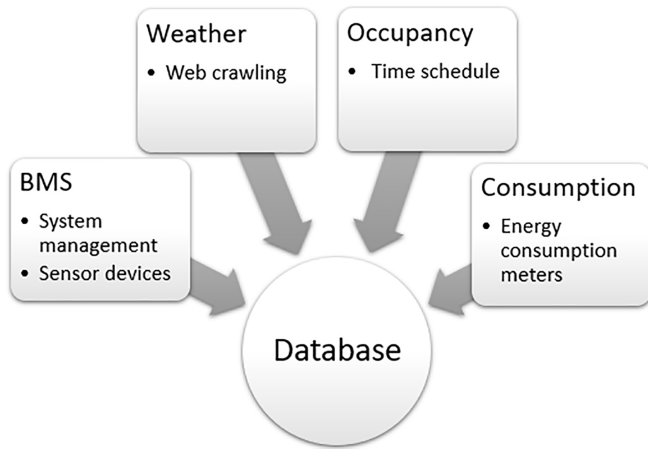 Weather
• Web crawling
Occupancy
• Time schedule
BMS
• System
management
• Sensor devices
Consumption
• Energy
consumption
meters
Database